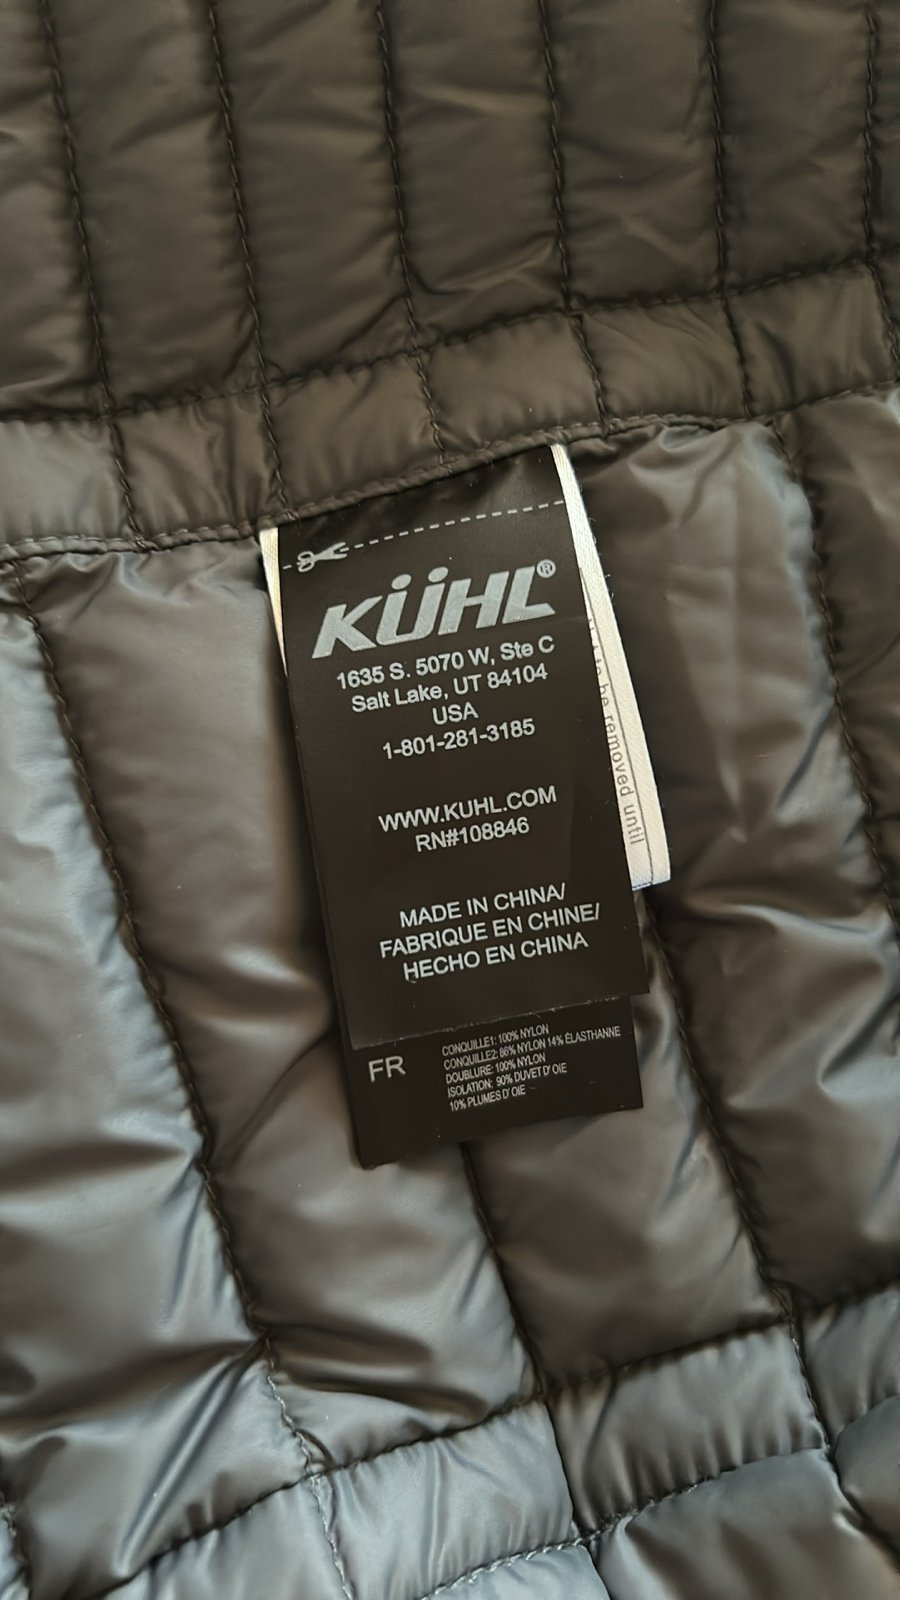 KÜHL®
1635 S. 5070 W, Ste C
Salt Lake, UT 84104
USA
1-801-281-3185
WWW.KUHL.COM
RN#108846
MADE IN CHINA/
FABRIQUE EN CHINE/
HECHO EN CHINA
FR
CONQUILLE1: 100% NYLON
CONQUILLE2: 86% NYLON 14% ÉLASTHANNE
DOUBLURE: 100% NYLON
ISOLATION: 90% DUVET D' OIE
10% PLUMES D' OIE
be removed until